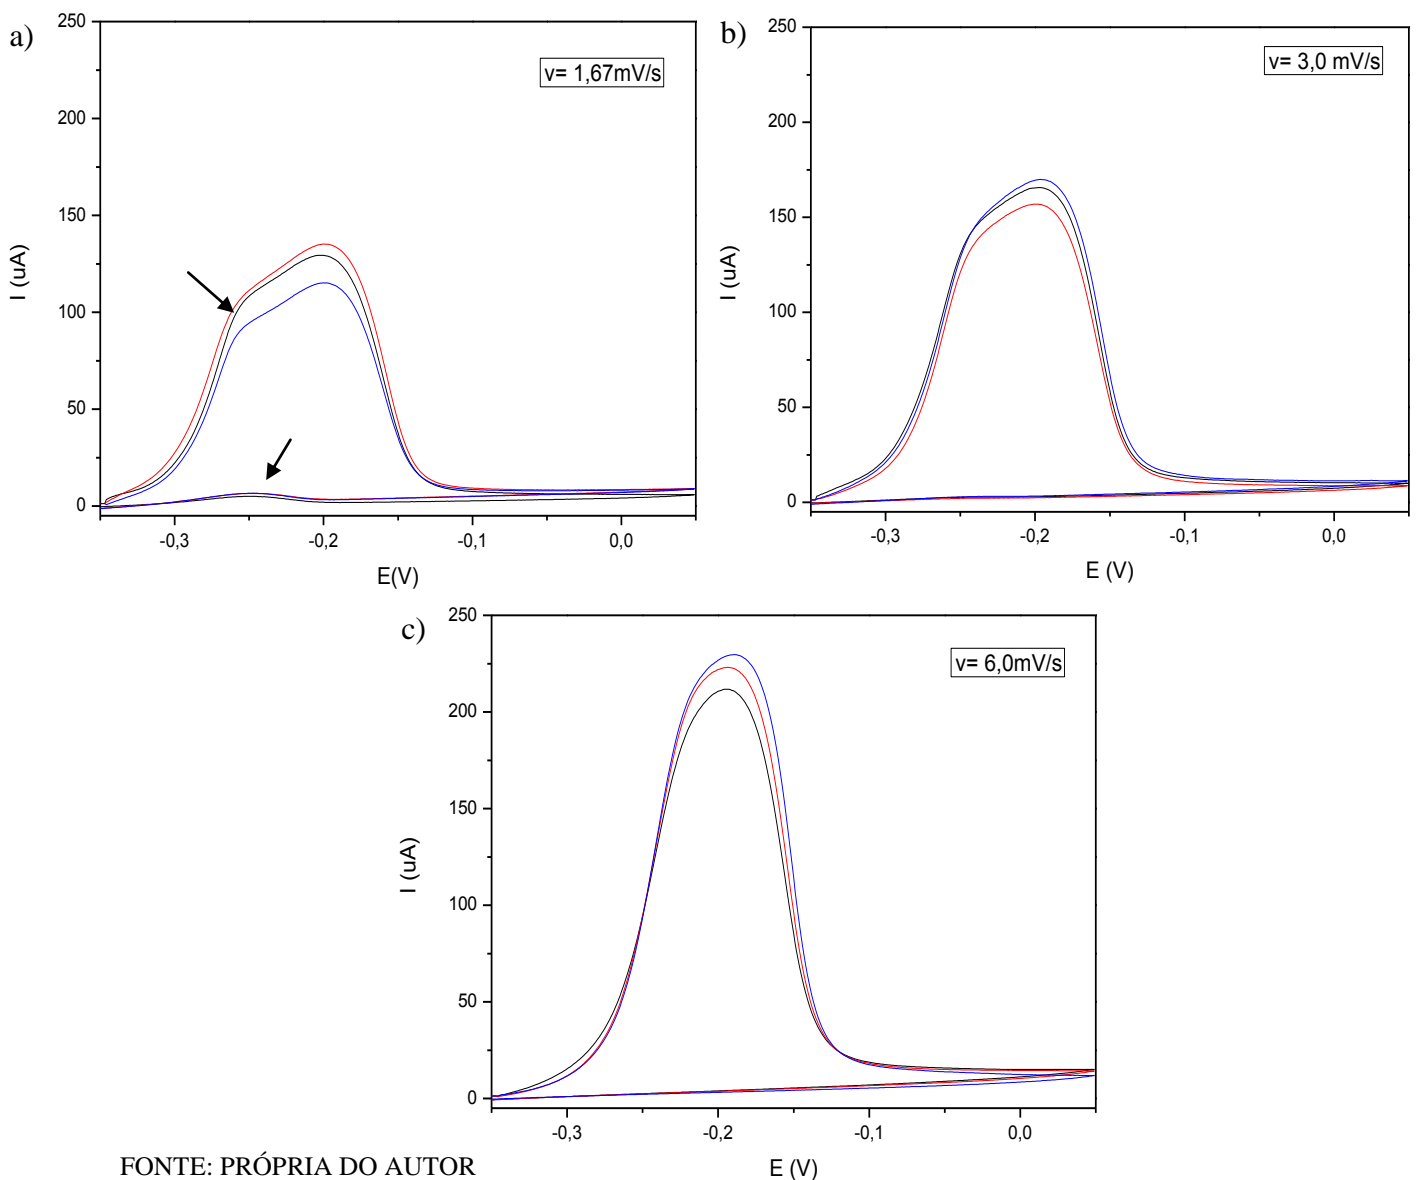 a)
v= 1,67mV/s
250
200
150
100
50
0
I (uA)
-0,3
-0,2
-0,1
0,0
E(V)
b)
v= 3,0 mV/s
250
200
150
100
50
0
I (uA)
-0,3
-0,2
-0,1
0,0
E (V)
c)
v= 6,0mV/s
250
200
150
100
50
0
I (uA)
-0,3
-0,2
-0,1
0,0
E (V)
FONTE: PRÓPRIA DO AUTOR